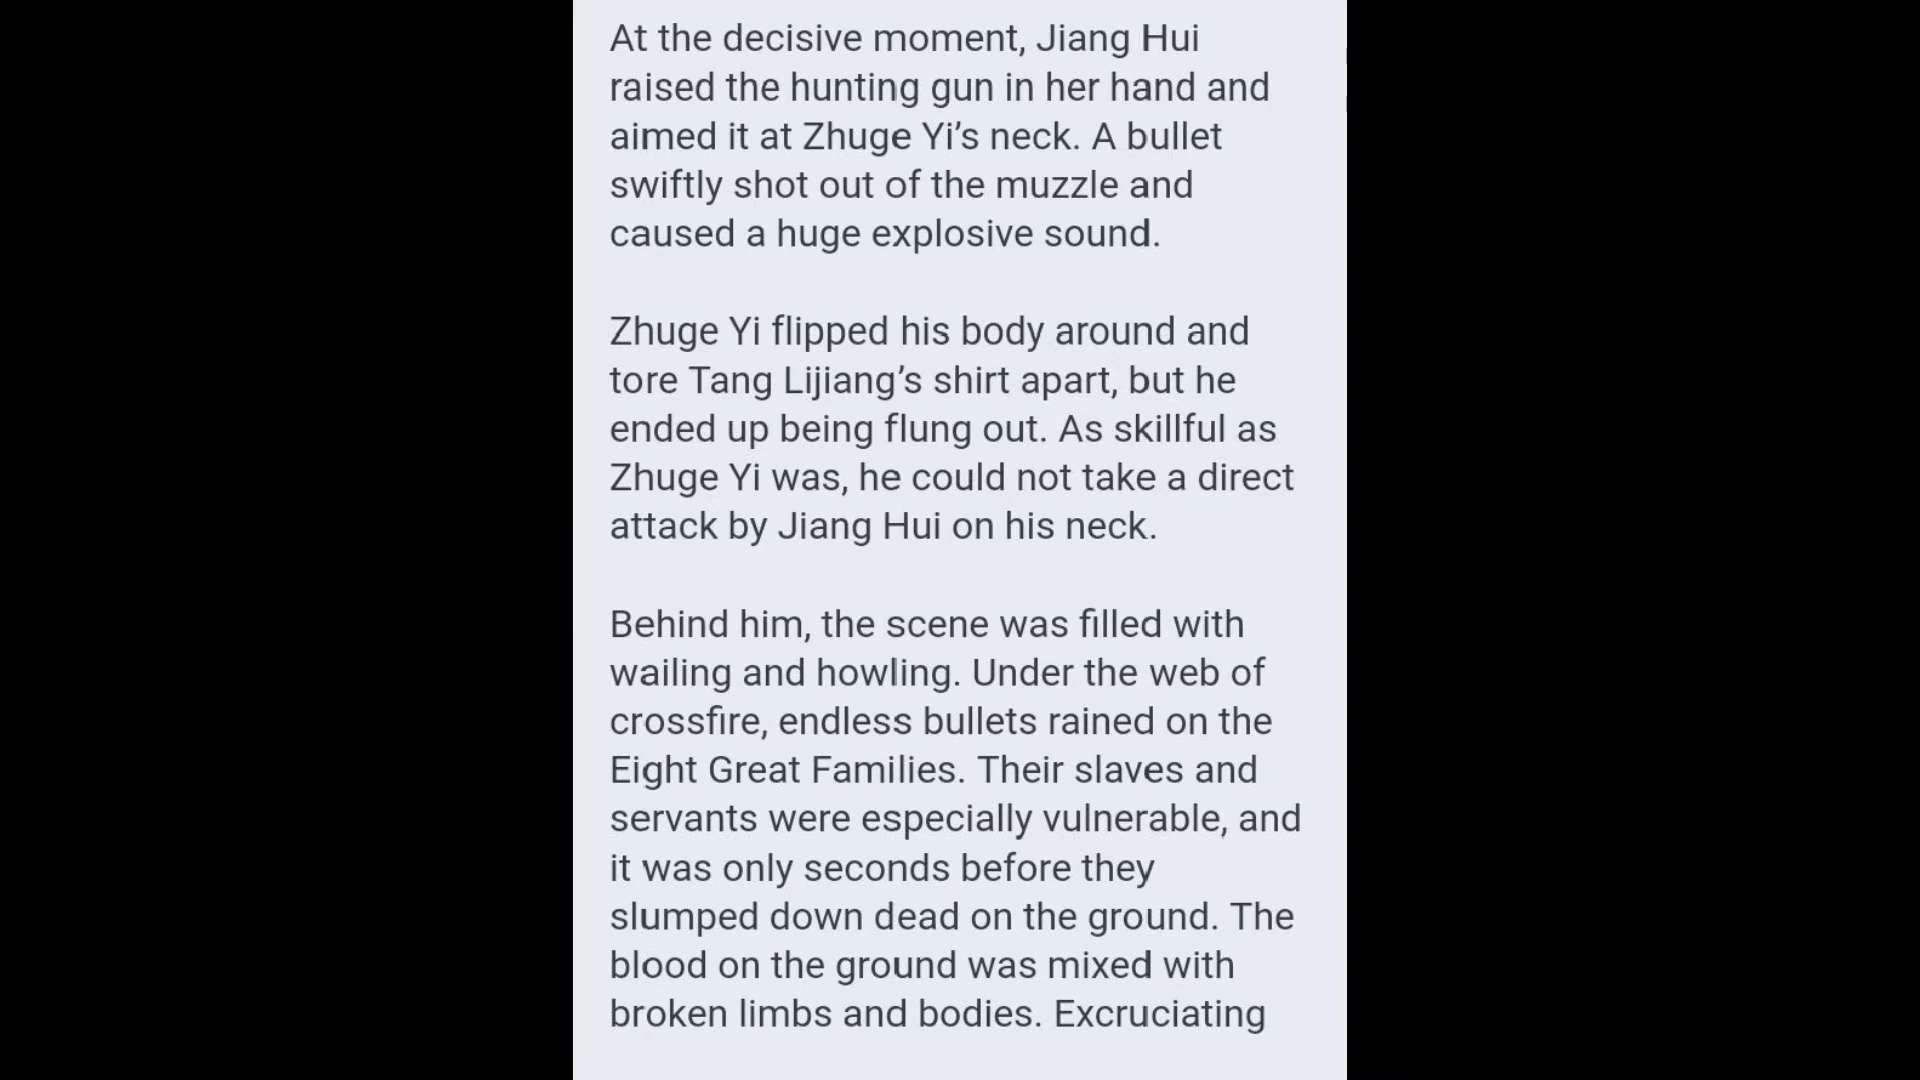 At the decisive moment, Jiang Hui
raised the hunting gun in her hand and
aimed it at Zhuge Yi’s neck. A bullet
swiftly shot out of the muzzle and
caused a huge explosive sound.
Zhuge Yi flipped his body around and
tore Tang Lijiang’s shirt apart, but he
ended up being flung out. As skillful as
Zhuge Yi was, he could not take a direct
attack by Jiang Hui on his neck.
Behind him, the scene was filled with
wailing and howling. Under the web of
crossfire, endless bullets rained on the
Eight Great Families. Their slaves and
servants were especially vulnerable, and
it was only seconds before they
slumped down dead on the ground. The
blood on the ground was mixed with
broken limbs and bodies. Excruciating